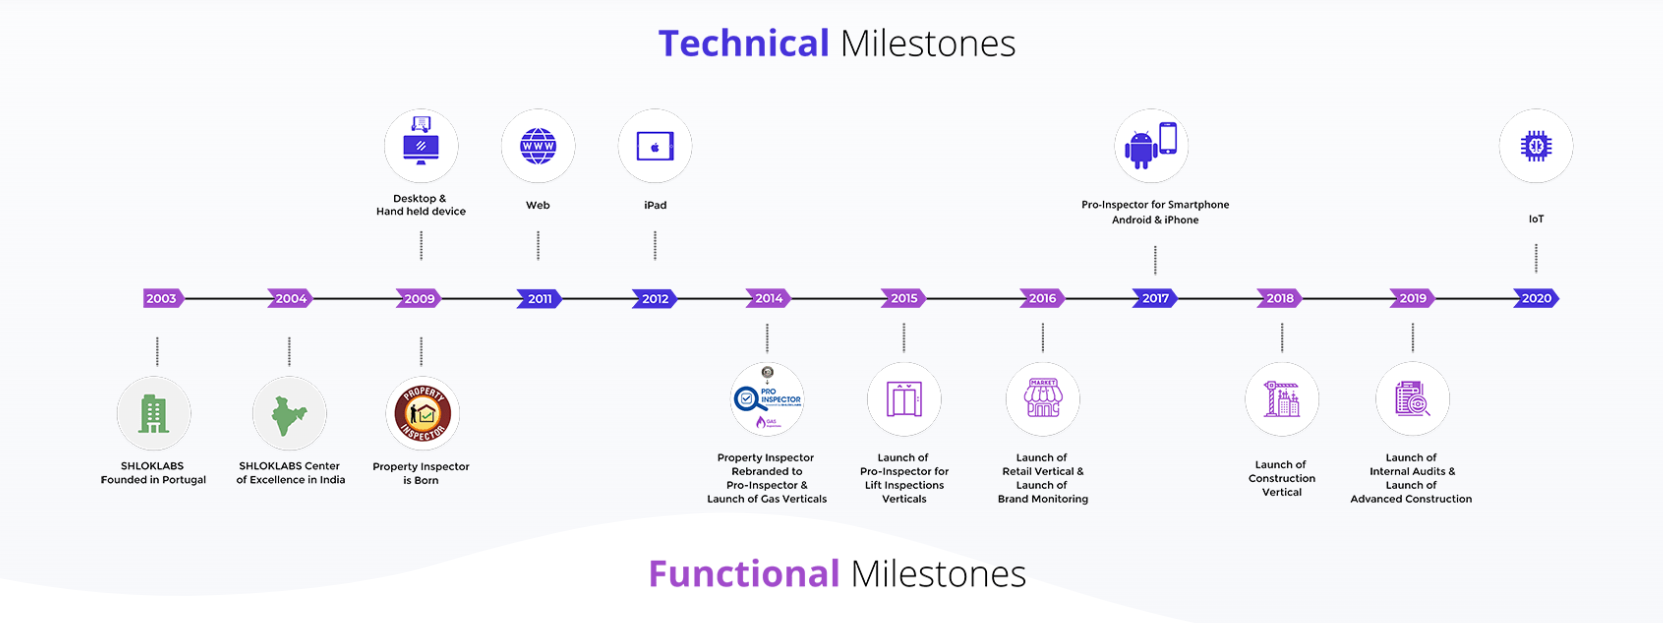 Technical Milestones
WWW
Desktop &
Hand held device
Web
iPad
Pro-Inspector for Smartphone
Android & iPhone
IoT
2003
2004
2009
2011
2012
2014
2015
2016
2017
2018
2019
2020
PROPERTY
INSPECTOR
PRO
INSPECTOR
GAS
MARKET
SHLOKLABS
Founded in Portugal
SHLOKLABS Center
of Excellence in India
Property Inspector
is Born
Property Inspector
Rebranded to
Pro-Inspector &
Launch of Gas Verticals
Launch of
Pro-Inspector for
Lift Inspections
Verticals
Launch of
Retail Vertical &
Launch of
Brand Monitoring
Launch of
Construction
Vertical
Launch of
Internal Audits &
Launch of
Advanced Construction
Functional Milestones